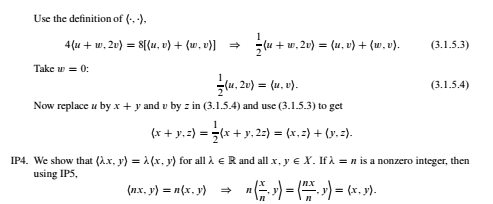 Use the definition of ⟨·, ·⟩,
4⟨u + w, 2v⟩ = 8[⟨u, v⟩ + ⟨w, v⟩] ⇒ 1/2⟨u + w, 2v⟩ = ⟨u, v⟩ + ⟨w, v⟩. (3.1.5.3)
Take w = 0:
1/2⟨u, 2v⟩ = ⟨u, v⟩. (3.1.5.4)
Now replace u by x + y and v by z in (3.1.5.4) and use (3.1.5.3) to get
⟨x + y, z⟩ = 1/2⟨x + y, 2z⟩ = ⟨x, z⟩ + ⟨y, z⟩.
IP4. We show that ⟨λx, y⟩ = λ⟨x, y⟩ for all λ ∈ ℝ and all x, y ∈ X. If λ = n is a nonzero integer, then
using IP5,
⟨nx, y⟩ = n⟨x, y⟩ ⇒ n⟨x/n, y⟩ = ⟨nx/n, y⟩ = ⟨x, y⟩.